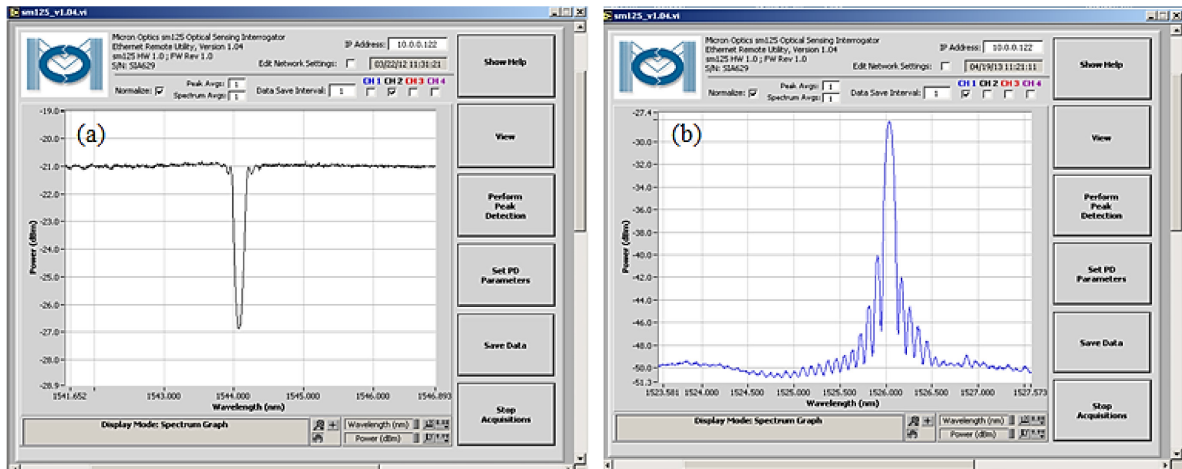 sm125_v1.04.vi
Micron Optics sm125 Optical Sensing Interrogator
Ethernet Remote Utility, Version 1.04
sm125 HW 1.0 ; FW Rev 1.0
S/N: SIA629
IP Address: 10.0.0.122
Edit Network Settings: 03/22/12 11:31:21
Normalize: Peak Avgs: 1
Spectrum Avgs: 1
Data Save Interval: 1
CH 1 CH 2 CH 3 CH 4
Show Help
View
Perform Peak Detection
Set PD Parameters
Save Data
Stop Acquisitions
(a)
Power (dBm)
-19.0
-20.0
-21.0
-22.0
-23.0
-24.0
-25.0
-26.0
-27.0
-28.0
-28.9
1541.652 1543.000 1544.000 1545.000 1546.000 1546.893
Wavelength (nm)
Display Mode: Spectrum Graph
Wavelength (nm)
Power (dBm)
sm125_v1.04.vi
Micron Optics sm125 Optical Sensing Interrogator
Ethernet Remote Utility, Version 1.04
sm125 HW 1.0 ; FW Rev 1.0
S/N: SIA629
IP Address: 10.0.0.122
Edit Network Settings: 04/19/13 11:21:11
Normalize: Peak Avgs: 1
Spectrum Avgs: 1
Data Save Interval: 1
CH 1 CH 2 CH 3 CH 4
Show Help
View
Perform Peak Detection
Set PD Parameters
Save Data
Stop Acquisitions
(b)
Power (dBm)
-27.4
-30.0
-32.0
-34.0
-36.0
-38.0
-40.0
-42.0
-44.0
-46.0
-48.0
-50.0
-51.3
1523.581 1524.000 1524.500 1525.000 1525.500 1526.000 1526.500 1527.000 1527.573
Wavelength (nm)
Display Mode: Spectrum Graph
Wavelength (nm)
Power (dBm)